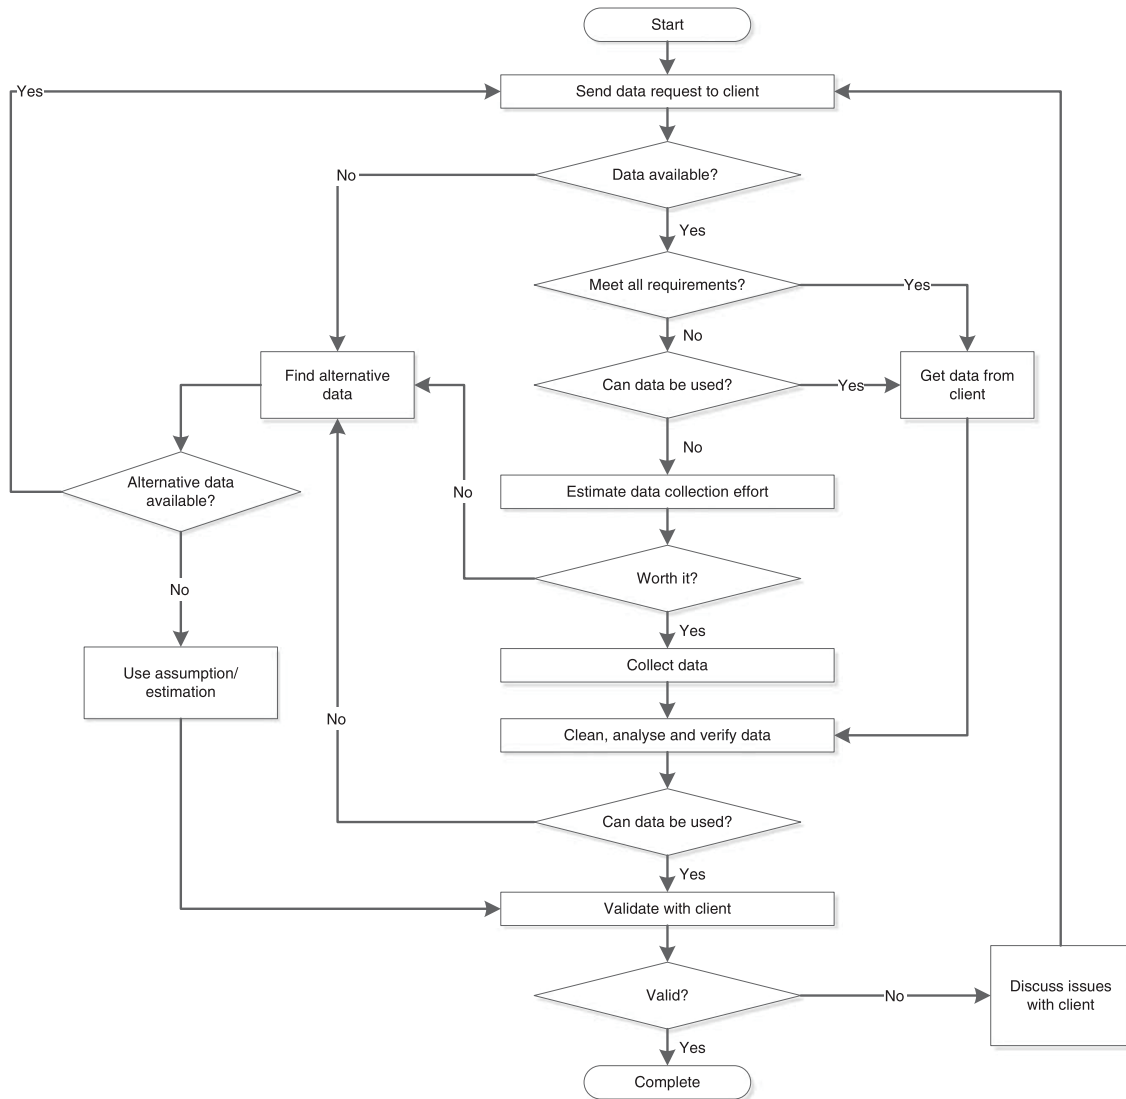 Start
Yes
Send data request to client
No
Data available?
Yes
Meet all requirements?
Yes
No
Find alternative
data
Can data be used?
Yes
Get data from
client
No
Alternative data
available?
No
Estimate data collection effort
Worth it?
No
Yes
Use assumption/
estimation
Collect data
No
Clean, analyse and verify data
Can data be used?
Yes
Validate with client
Valid?
No
Discuss issues
with client
Yes
Complete